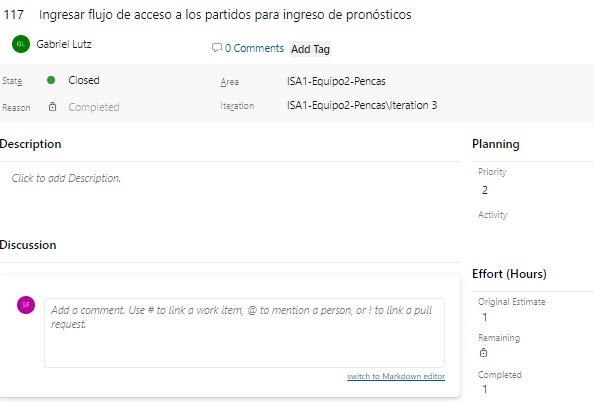 117 Ingresar flujo de acceso a los partidos para ingreso de pronósticos
GL Gabriel Lutz
0 Comments Add Tag
State Closed
Area ISA1-Equipo2-Pencas
Reason Completed
Iteration ISA1-Equipo2-Pencas\Iteration 3
Description
Click to add Description.
Planning
Priority
2
Activity
Discussion
SF
Add a comment. Use # to link a work item, @ to mention a person, or ! to link a pull
request.
switch to Markdown editor
Effort (Hours)
Original Estimate
1
Remaining
Completed
1